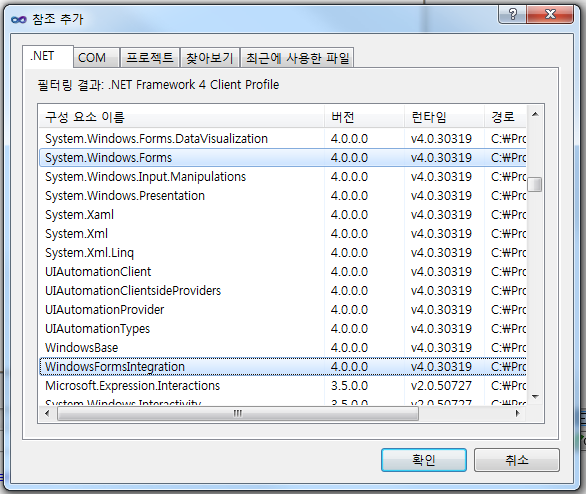 참조 추가
.NET COM 프로젝트 찾아보기 최근에 사용한 파일
필터링 결과: .NET Framework 4 Client Profile
구성 요소 이름 버전 런타임 경로
System.Windows.Forms.DataVisualization 4.0.0.0 v4.0.30319 C:₩Pro
System.Windows.Forms 4.0.0.0 v4.0.30319 C:₩Pro
System.Windows.Input.Manipulations 4.0.0.0 v4.0.30319 C:₩Pro
System.Windows.Presentation 4.0.0.0 v4.0.30319 C:₩Pro
System.Xaml 4.0.0.0 v4.0.30319 C:₩Pro
System.Xml 4.0.0.0 v4.0.30319 C:₩Pro
System.Xml.Linq 4.0.0.0 v4.0.30319 C:₩Pro
UIAutomationClient 4.0.0.0 v4.0.30319 C:₩Pro
UIAutomationClientsideProviders 4.0.0.0 v4.0.30319 C:₩Pro
UIAutomationProvider 4.0.0.0 v4.0.30319 C:₩Pro
UIAutomationTypes 4.0.0.0 v4.0.30319 C:₩Pro
WindowsBase 4.0.0.0 v4.0.30319 C:₩Pro
WindowsFormsIntegration 4.0.0.0 v4.0.30319 C:₩Pro
Microsoft.Expression.Interactions 3.5.0.0 v2.0.50727 C:₩Pro
System.Windows.Interactivity 3.5.0.0 v2.0.50727 C:₩Pro
확인 취소